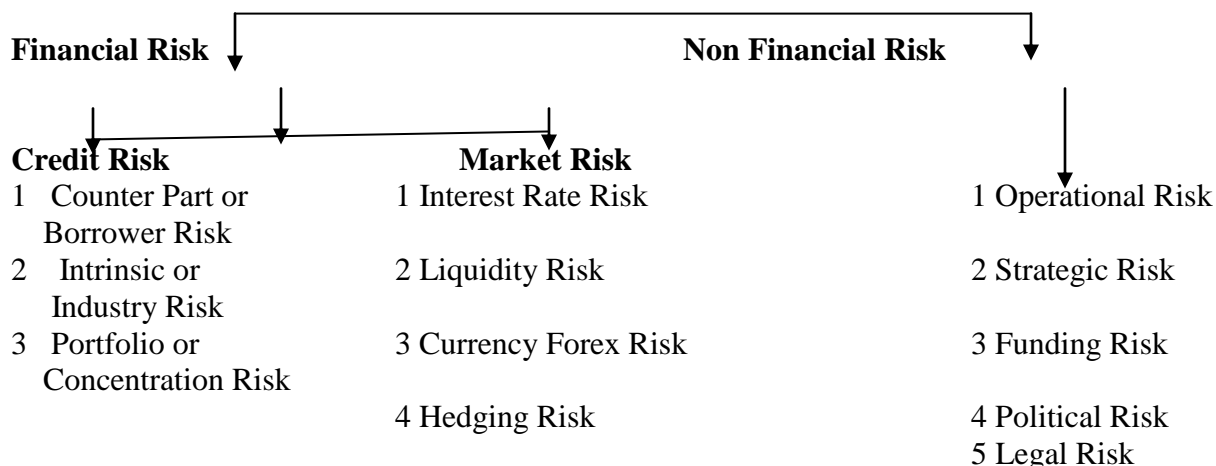 Financial Risk
Non Financial Risk
Credit Risk
1 Counter Part or
Borrower Risk
2 Intrinsic or
Industry Risk
3 Portfolio or
Concentration Risk
Market Risk
1 Interest Rate Risk
2 Liquidity Risk
3 Currency Forex Risk
4 Hedging Risk
1 Operational Risk
2 Strategic Risk
3 Funding Risk
4 Political Risk
5 Legal Risk